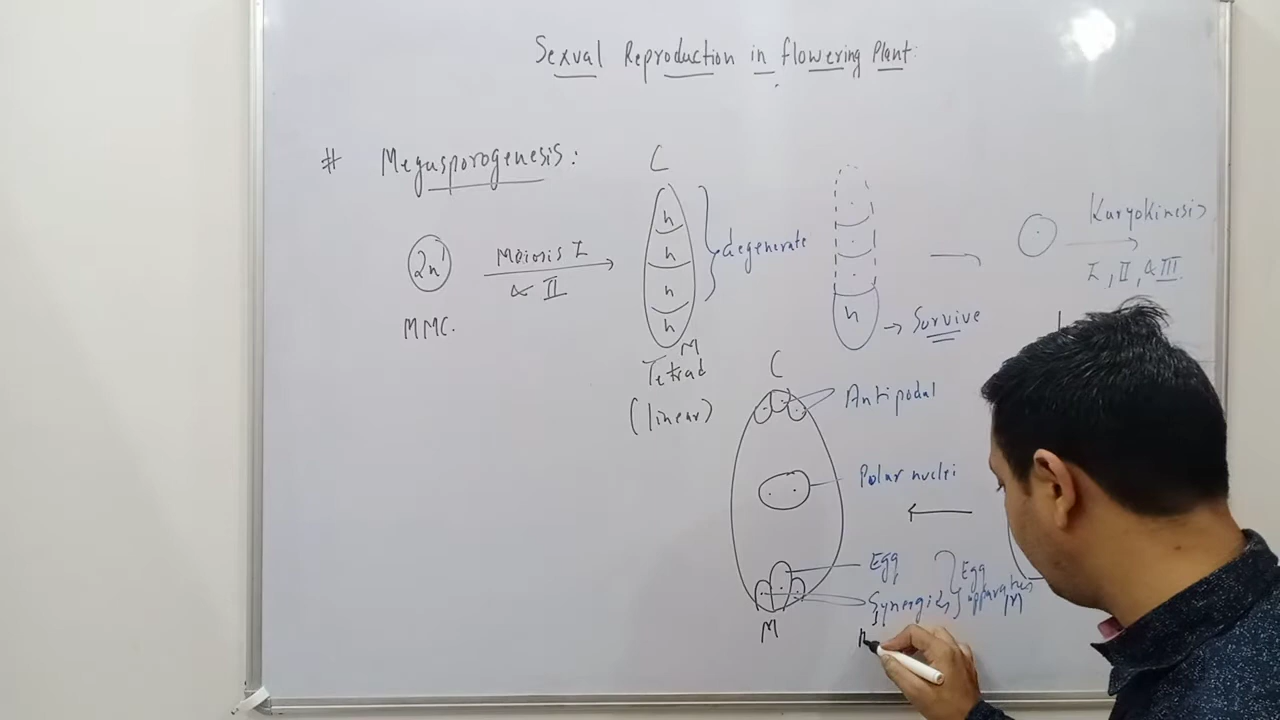 Sexual Reproduction in flowering Plant:
# Megasporogenesis:
C
2n
MMC.
Meiosis I
& II
n
n
n
n
M
Tetrad
(linear)
degenerate
n
→ Survive
Karyokinesis
I, II, & III
C
Antipodal
Polar nuclei
Egg
Synergids
Egg
apparatus
M